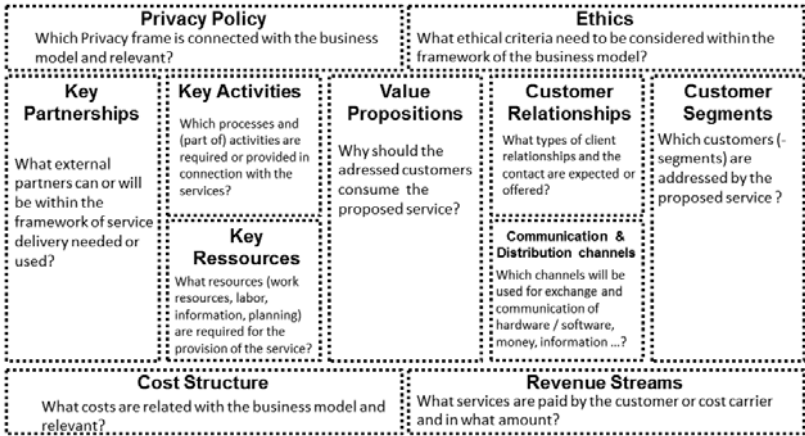 Privacy Policy
Which Privacy frame is connected with the business
model and relevant?
Ethics
What ethical criteria need to be considered within the
framework of the business model?
Key
Partnerships
What external
partners can or will
be within the
framework of service
delivery needed or
used?
Key Activities
Which processes and
(part of) activities are
required or provided in
connection with the
services?
Key
Ressources
What resources (work
resources, labor,
information, planning)
are required for the
provision of the service?
Value
Propositions
Why should the
adressed customers
consume the
proposed service?
Customer
Relationships
What types of client
relationships and the
contact are expected or
offered?
Communication &
Distribution channels
Which channels will be
used for exchange and
communication of
hardware / software,
money, information ...?
Customer
Segments
Which customers (-
segments) are
addressed by the
proposed service ?
Cost Structure
What costs are related with the business model and
relevant?
Revenue Streams
What services are paid by the customer or cost carrier
and in what amount?